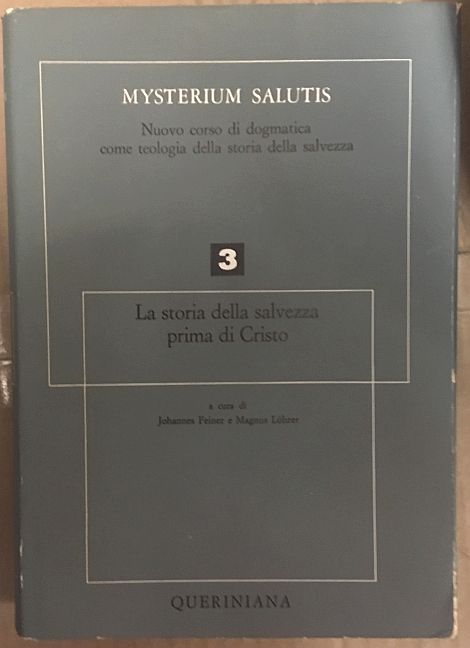 MYSTERIUM SALUTIS
Nuovo corso di dogmatica
come teologia della storia della salvezza
3
La storia della salvezza
prima di Cristo
a cura di
Johannes Feiner e Magnus Löhrer
QUERINIANA